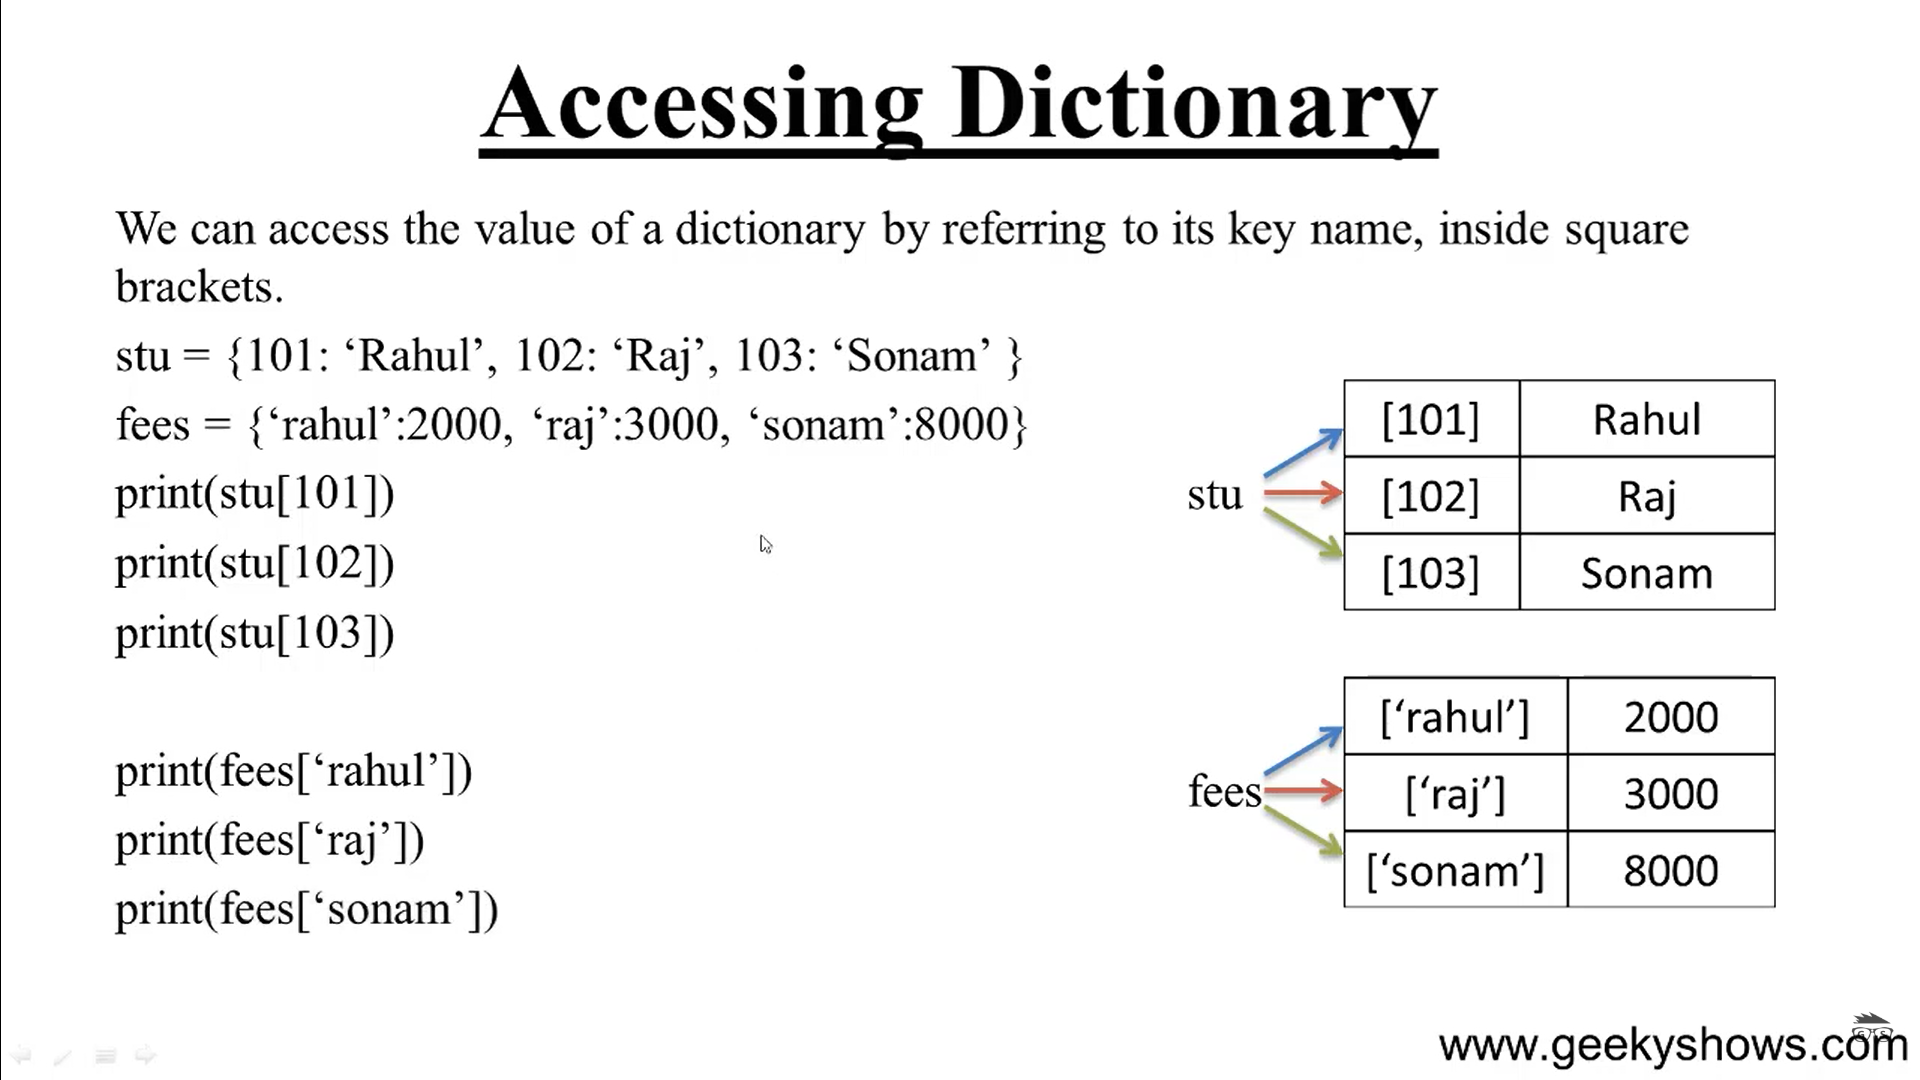 Accessing Dictionary
We can access the value of a dictionary by referring to its key name, inside square
brackets.
stu = {101: ‘Rahul’, 102: ‘Raj’, 103: ‘Sonam’ }
fees = {‘rahul’:2000, ‘raj’:3000, ‘sonam’:8000}
print(stu[101])
print(stu[102])
print(stu[103])
print(fees[‘rahul’])
print(fees[‘raj’])
print(fees[‘sonam’])
stu
[101] Rahul
[102] Raj
[103] Sonam
fees
[‘rahul’] 2000
[‘raj’] 3000
[‘sonam’] 8000
www.geekyshows.com